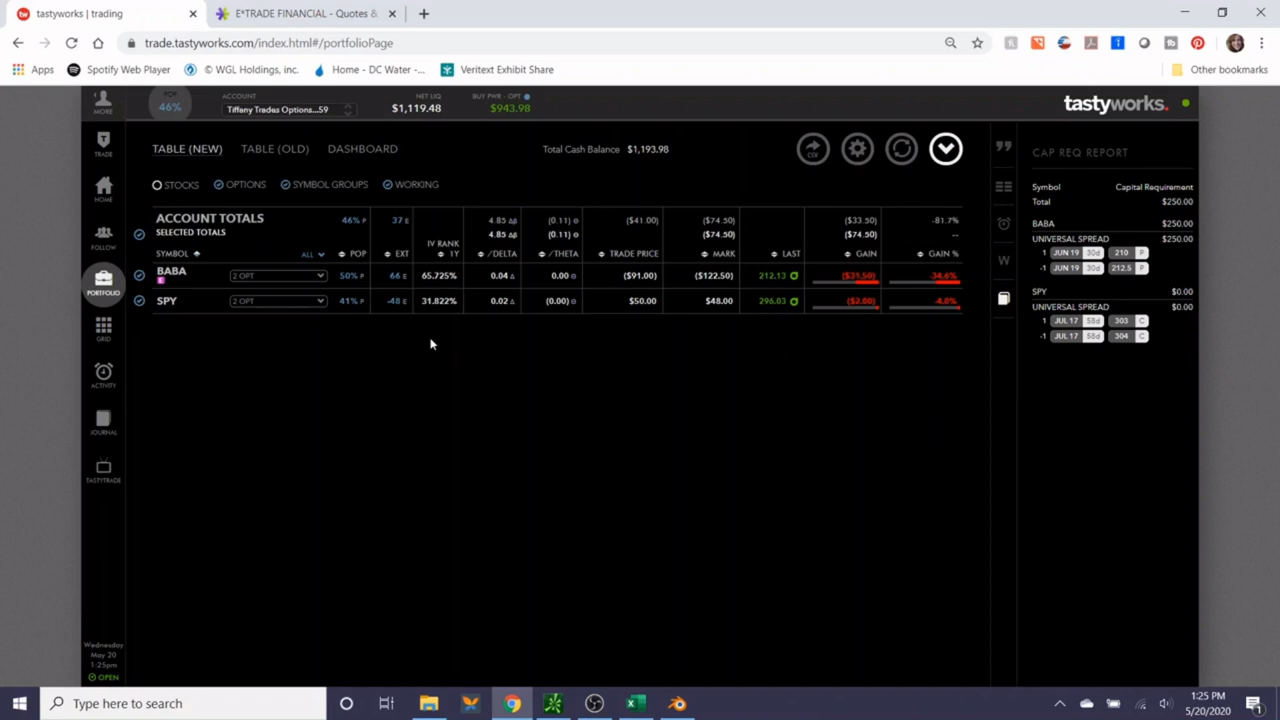 tastyworks | trading
E*TRADE FINANCIAL - Quotes &
trade.tastyworks.com/index.html#/portfolioPage
Apps
Spotify Web Player
© WGL Holdings, inc.
Home - DC Water -...
Veritext Exhibit Share
Other bookmarks
MORE
POP
46%
ACCOUNT
Tiffany Tradas Options...59
NET LIQ
$1,119.48
BUY PWR - OPT
$943.98
tastyworks.
TRADE
HOME
FOLLOW
PORTFOLIO
GRID
ACTIVITY
JOURNAL
TASTYTRADE
TABLE (NEW) TABLE (OLD) DASHBOARD
Total Cash Balance $1,193.98
CSV
STOCKS OPTIONS SYMBOL GROUPS WORKING
ACCOUNT TOTALS 46% P 37 E 4.85 Δβ (0.11) Θ ($41.00) ($74.50) ($33.50) -81.7%
SELECTED TOTALS 4.85 Δβ (0.11) Θ ($74.50) ($74.50) --
SYMBOL ALL POP EXT IV RANK 1Y /DELTA /THETA TRADE PRICE MARK LAST GAIN GAIN %
BABA 2 OPT 50% P 66 E 65.725% 0.04 Δ 0.00 Θ ($91.00) ($122.50) 212.13 ($31.50) -34.6%
E
SPY 2 OPT 41% P -48 E 31.822% 0.02 Δ (0.00) Θ $50.00 $48.00 296.03 ($2.00) -4.0%
W
CAP REQ REPORT
Symbol Capital Requirement
Total $250.00
BABA $250.00
UNIVERSAL SPREAD $250.00
1 JUN 19 30d 210 P
-1 JUN 19 30d 212.5 P
SPY $0.00
UNIVERSAL SPREAD $0.00
1 JUL 17 58d 303 C
-1 JUL 17 58d 304 C
Wednesday
May 20
1:25pm
OPEN
Type here to search
1:25 PM
5/20/2020
1